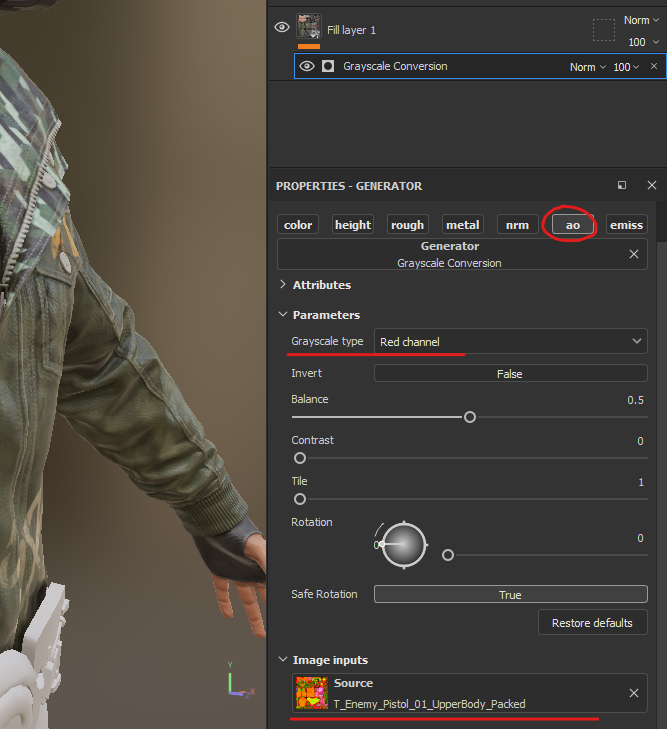 Norm
Fill layer 1
100
Grayscale Conversion Norm 100
PROPERTIES - GENERATOR
color height rough metal nrm ao emiss
Generator
Grayscale Conversion
Attributes
Parameters
Grayscale type Red channel
Invert False
Balance 0.5
Contrast 0
Tile 1
Rotation 0
0
Safe Rotation True
Restore defaults
Image inputs
Source
T_Enemy_Pistol_01_UpperBody_Packed
Y
X